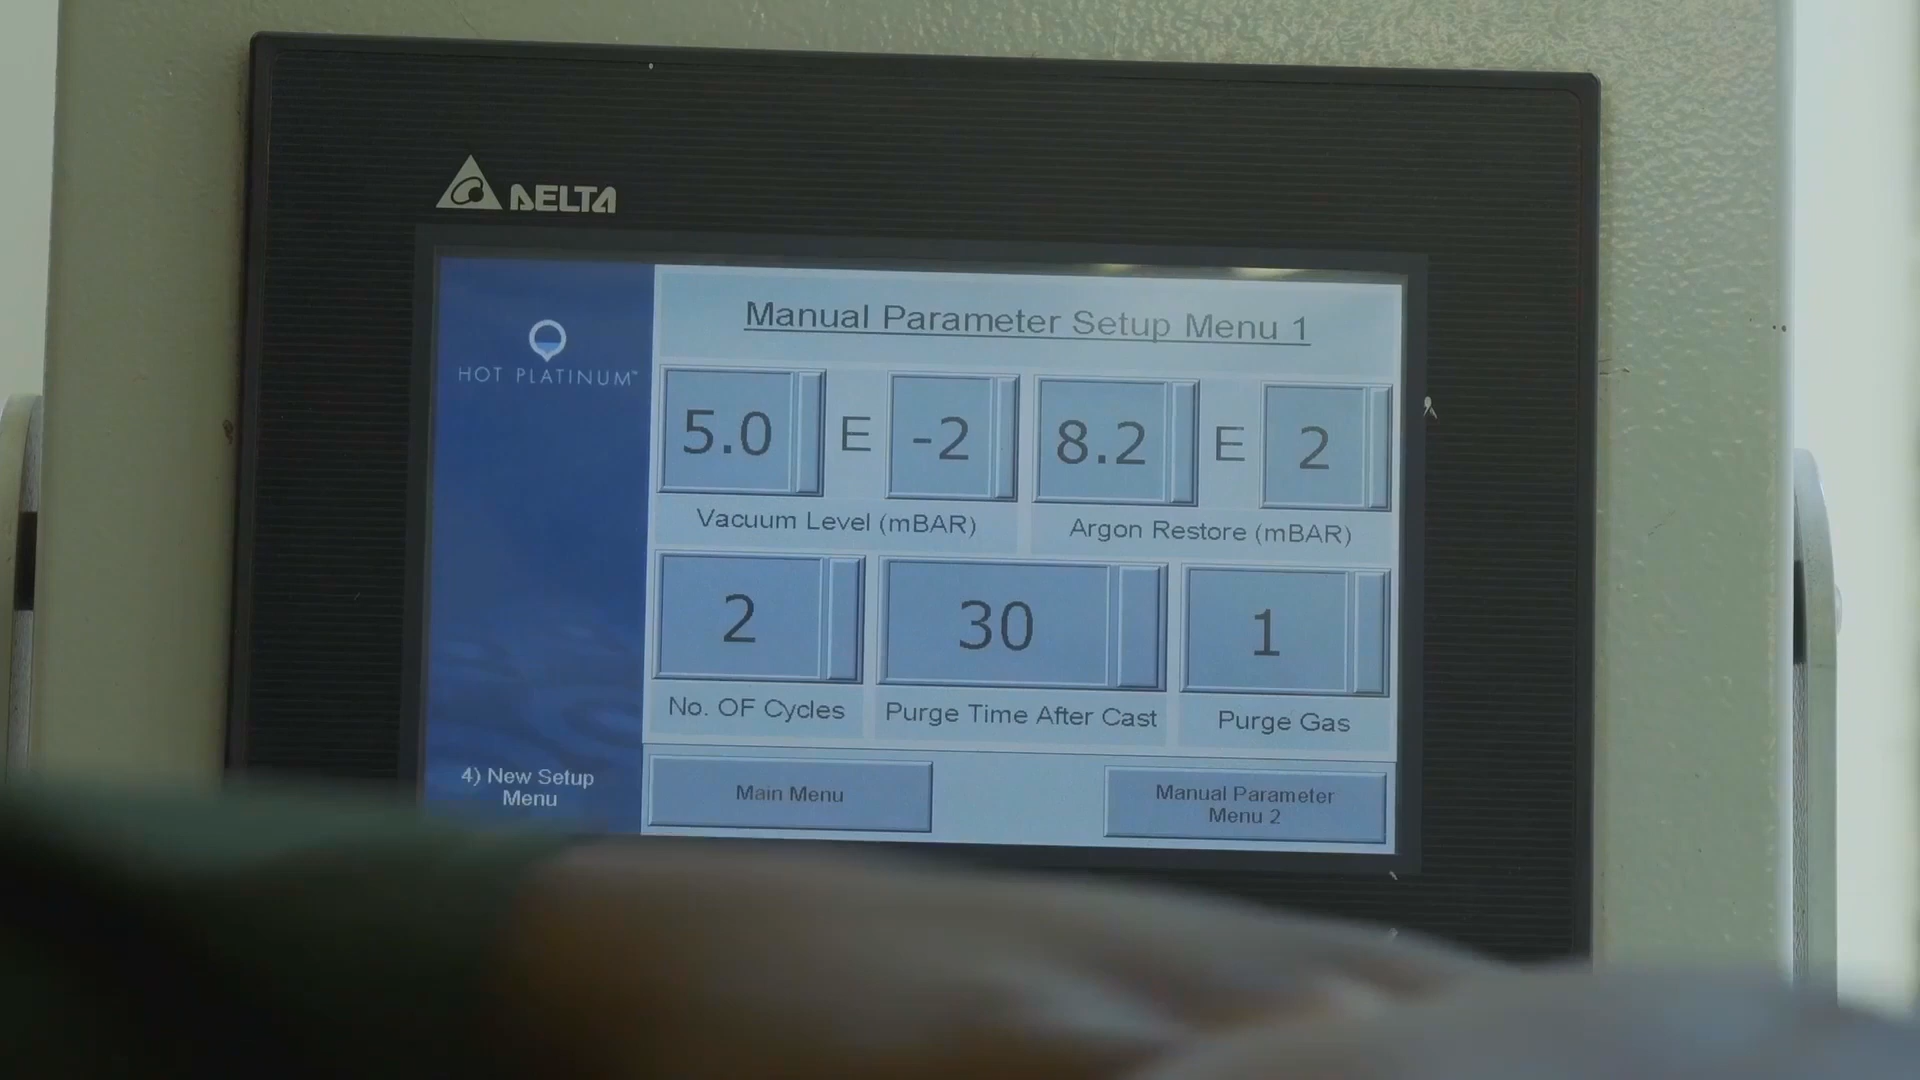 DELTA
HOT PLATINUM™
Manual Parameter Setup Menu 1
5.0 E -2 8.2 E 2
Vacuum Level (mBAR) Argon Restore (mBAR)
2 30 1
No. OF Cycles Purge Time After Cast Purge Gas
4) New Setup
Menu
Main Menu
Manual Parameter
Menu 2